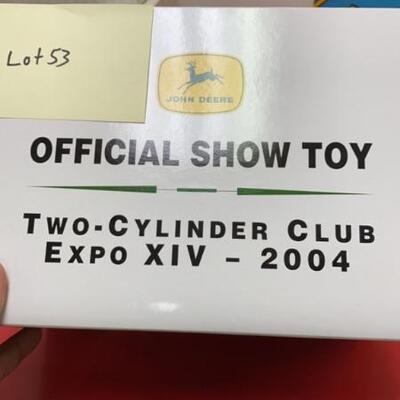 Lot 53
JOHN DEERE
OFFICIAL SHOW TOY
TWO-CYLINDER CLUB
EXPO XIV – 2004